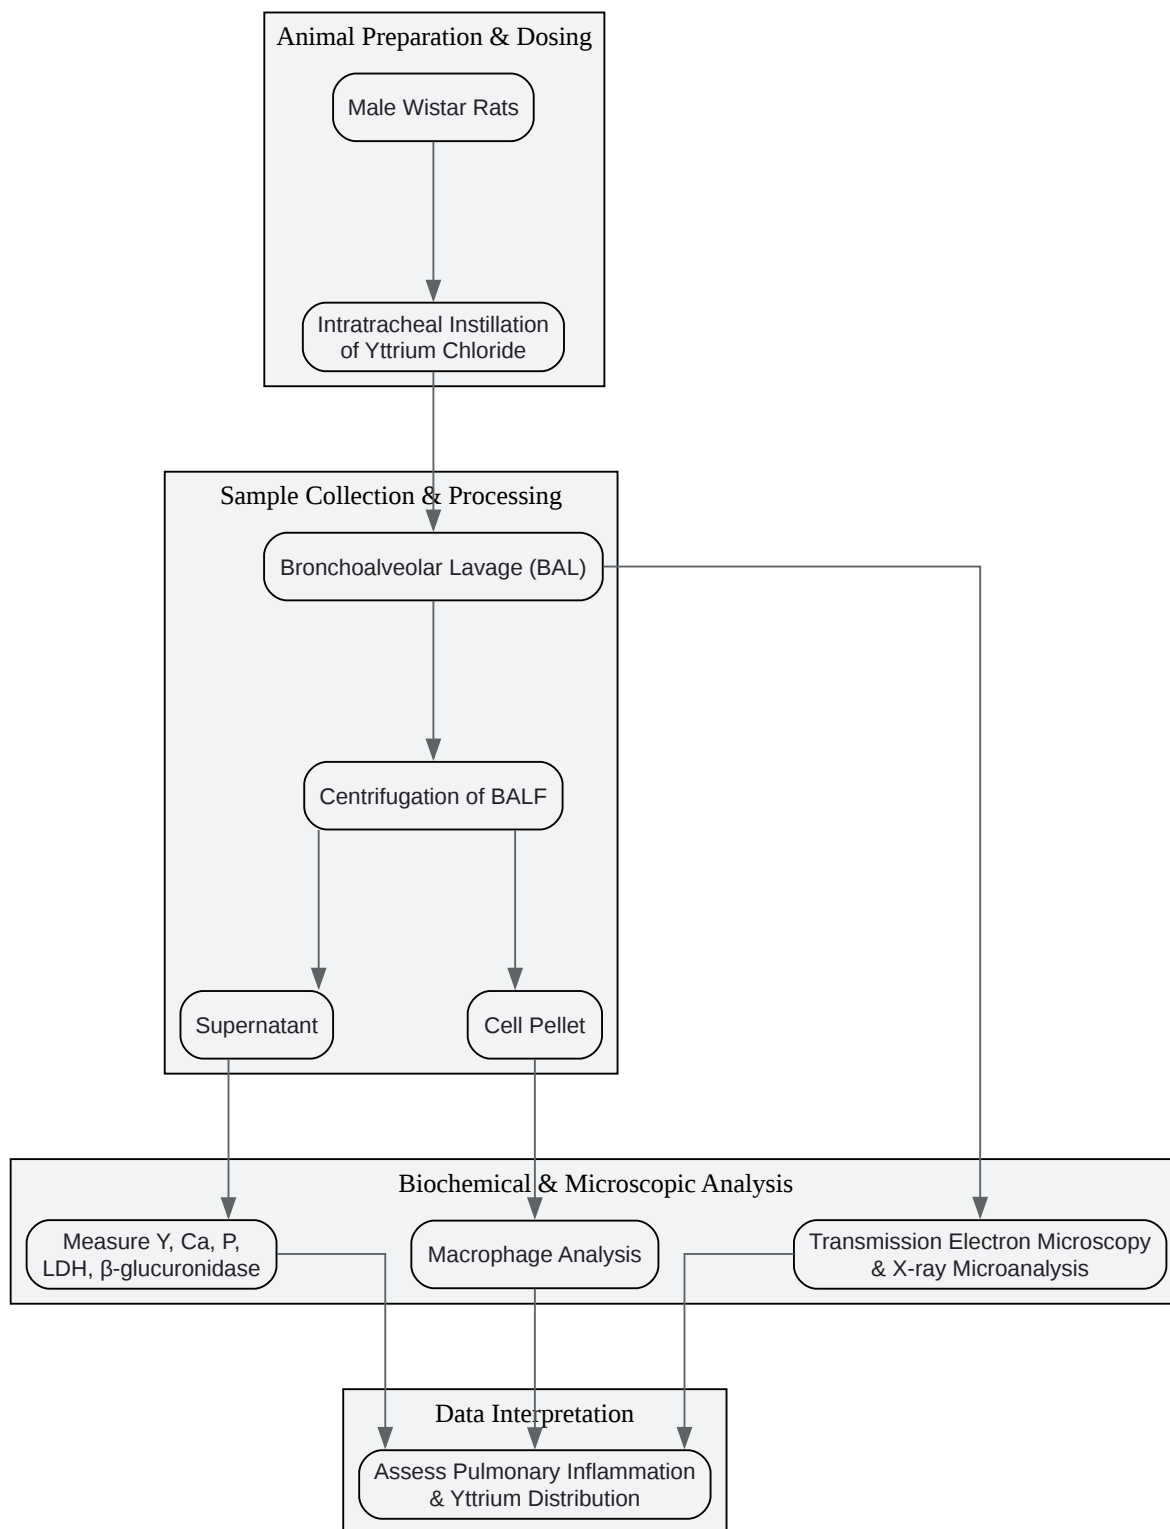 Animal Preparation & Dosing
Male Wistar Rats
Intratracheal Instillation
of Yttrium Chloride
Sample Collection & Processing
Bronchoalveolar Lavage (BAL)
Centrifugation of BALF
Supernatant
Cell Pellet
Biochemical & Microscopic Analysis
Measure Y, Ca, P,
LDH, β-glucuronidase
Macrophage Analysis
Transmission Electron Microscopy
& X-ray Microanalysis
Data Interpretation
Assess Pulmonary Inflammation
& Yttrium Distribution